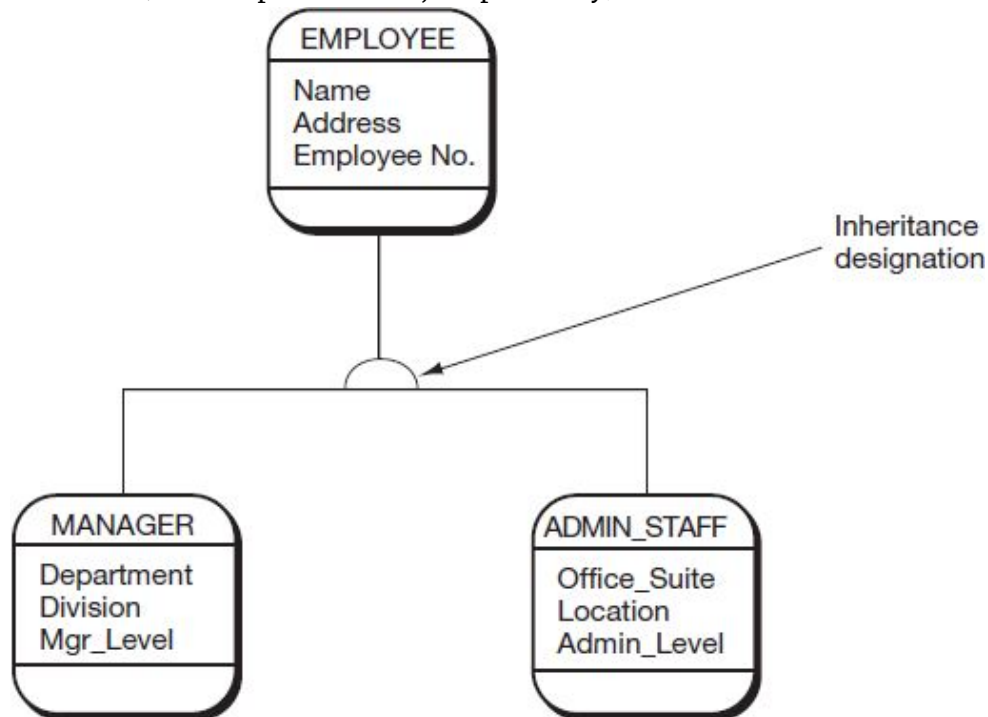 EMPLOYEE
Name
Address
Employee No.
Inheritance
designation
MANAGER
Department
Division
Mgr_Level
ADMIN_STAFF
Office_Suite
Location
Admin_Level